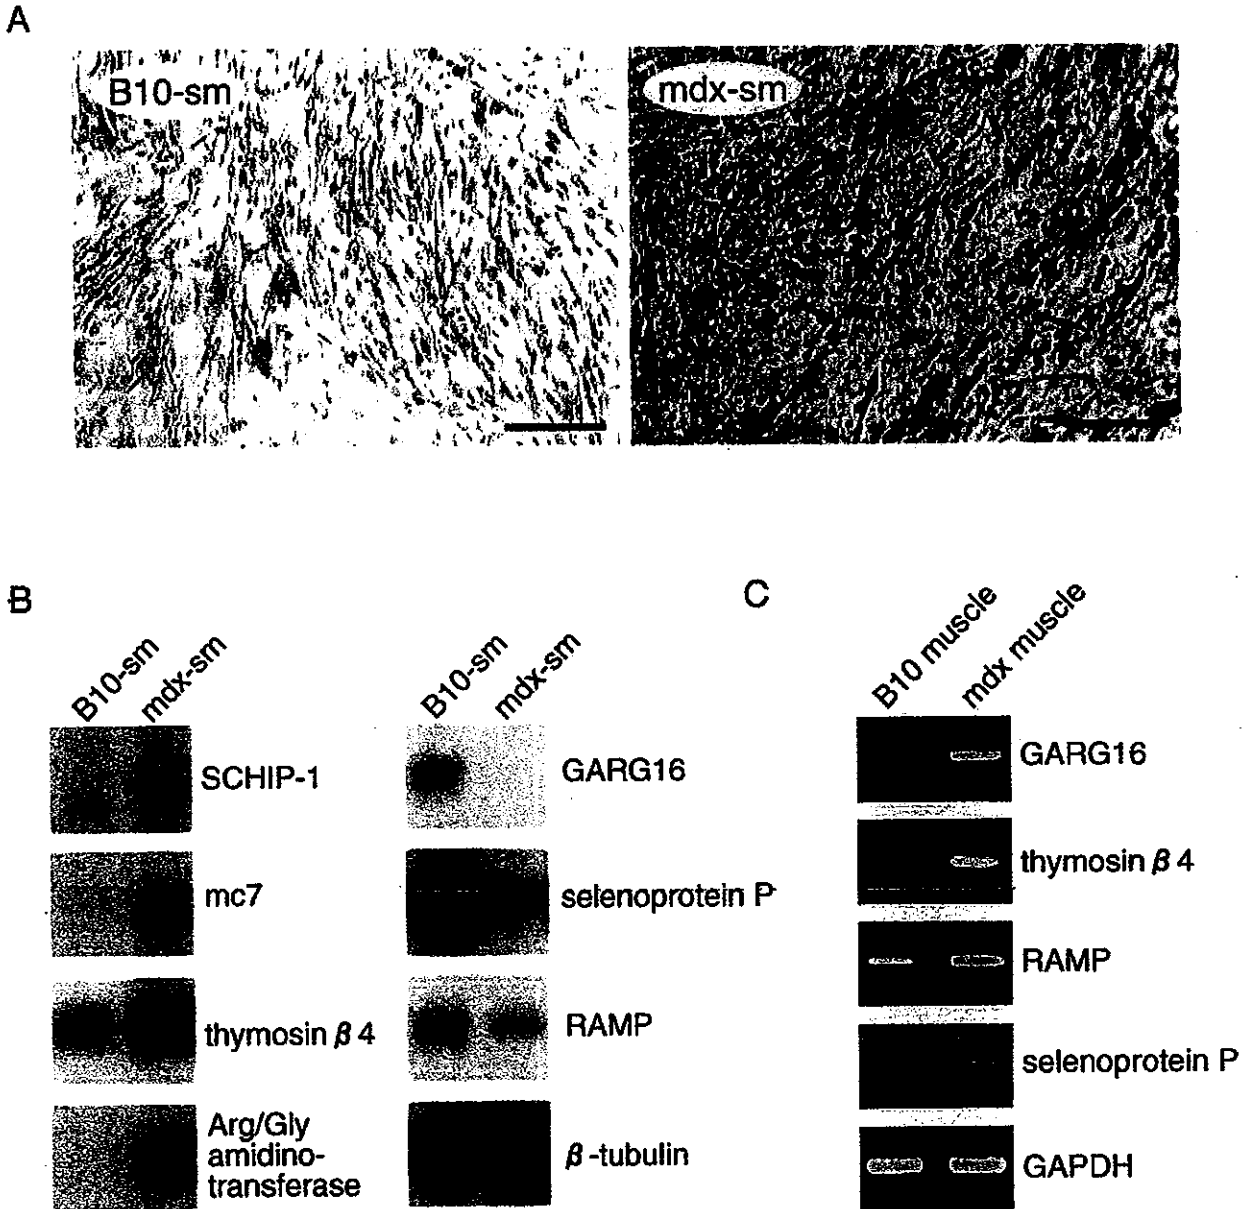 A
B10-sm
mdx-sm
B
B10-sm
mdx-sm
SCHIP-1
mc7
thymosin β4
Arg/Gly
amidino-
transferase
B10-sm
mdx-sm
GARG16
selenoprotein P
RAMP
β-tubulin
C
B10 muscle
mdx muscle
GARG16
thymosin β4
RAMP
selenoprotein P
GAPDH